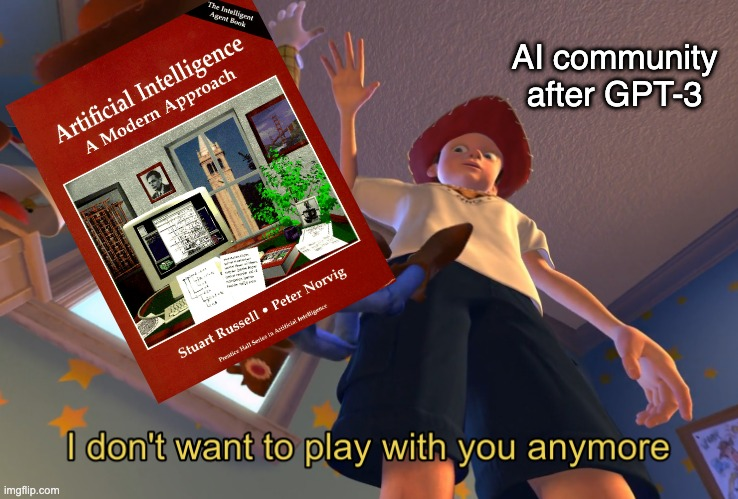 The Intelligent
Agent Book
Artificial Intelligence
A Modern Approach
Stuart Russell • Peter Norvig
Prentice Hall Series in Artificial Intelligence
AI community
after GPT-3
I don't want to play with you anymore
imgflip.com